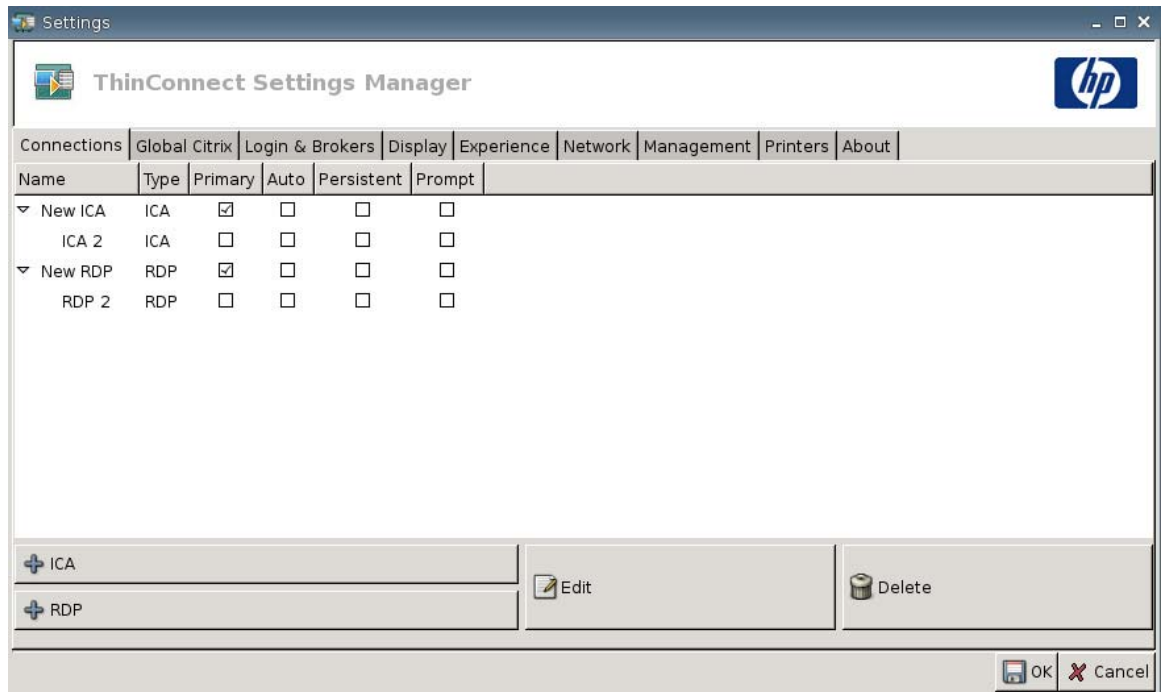 Settings
ThinConnect Settings Manager
hp
Connections Global Citrix Login & Brokers Display Experience Network Management Printers About
Name Type Primary Auto Persistent Prompt
New ICA ICA
ICA 2 ICA
New RDP RDP
RDP 2 RDP
ICA
Edit
Delete
RDP
OK Cancel